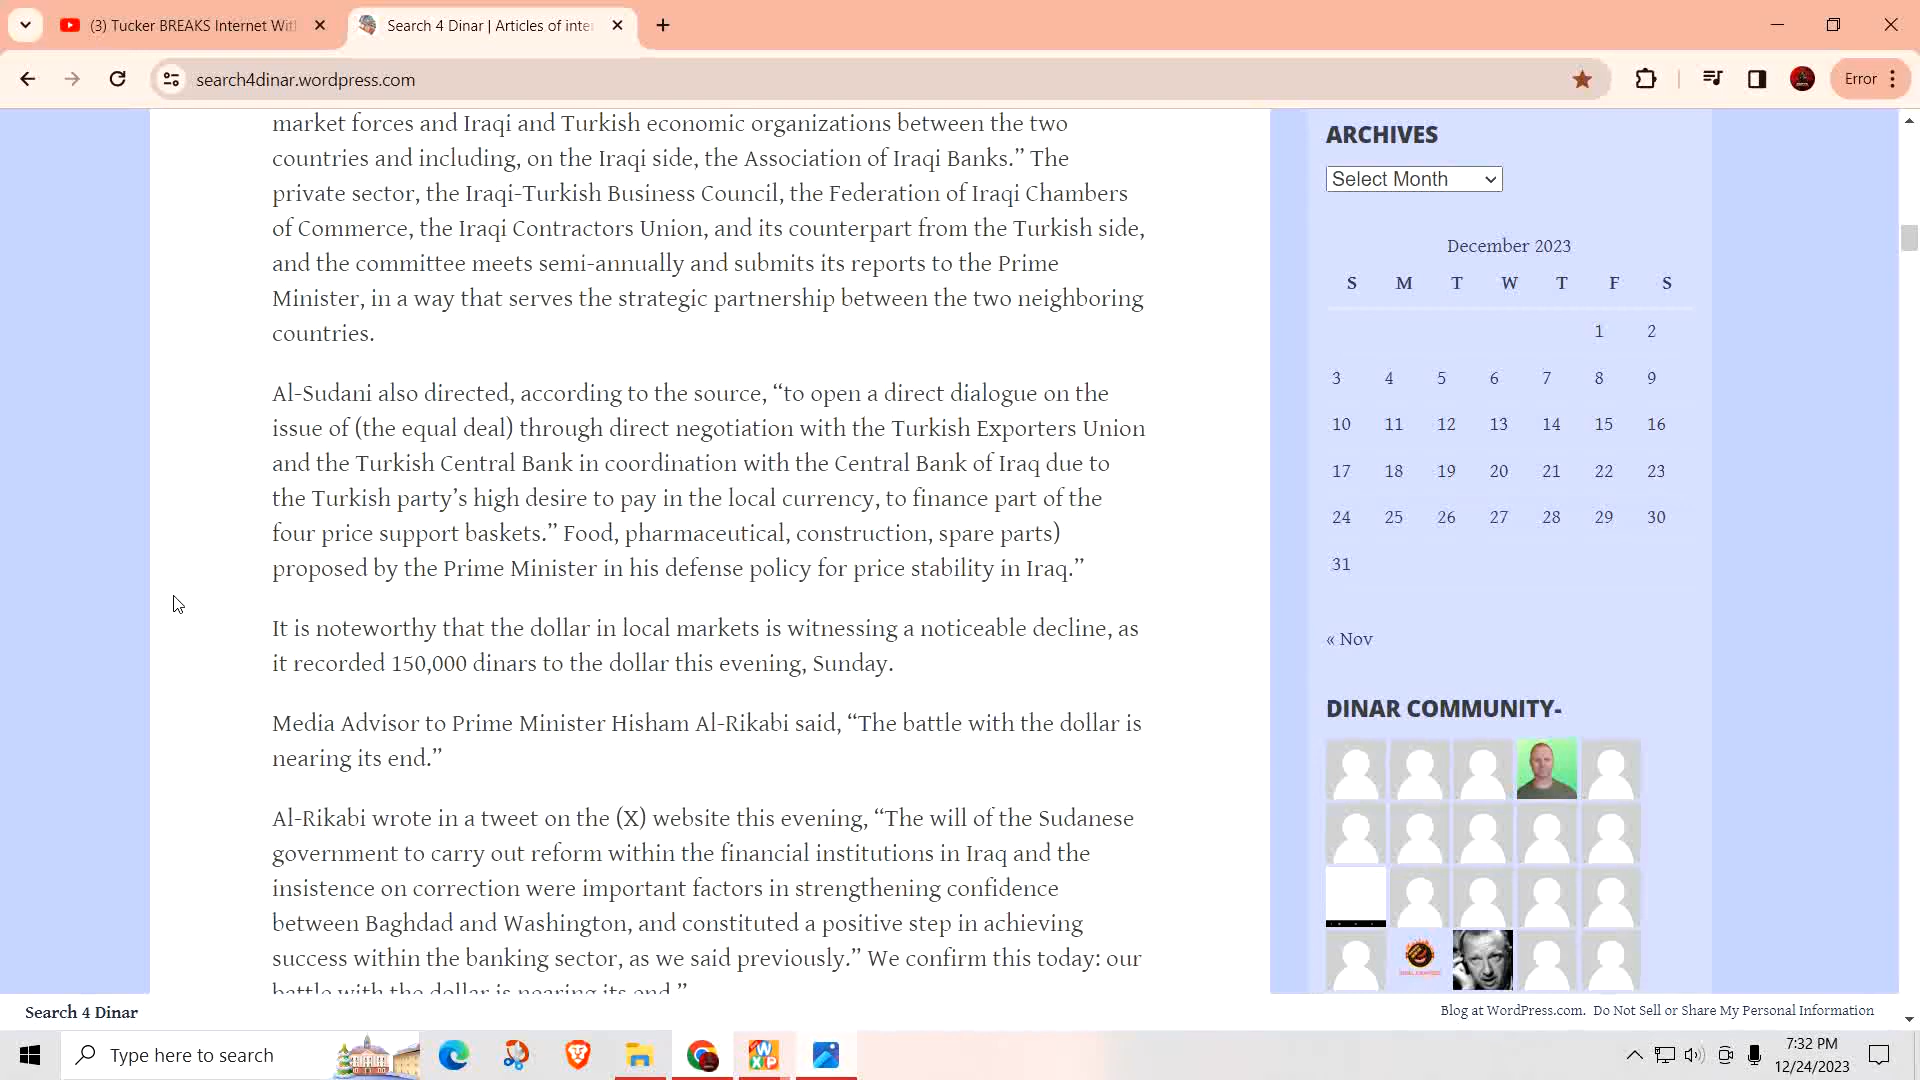 (3) Tucker BREAKS Internet Wit
Search 4 Dinar | Articles of inte
search4dinar.wordpress.com
Error
market forces and Iraqi and Turkish economic organizations between the two
countries and including, on the Iraqi side, the Association of Iraqi Banks.” The
private sector, the Iraqi-Turkish Business Council, the Federation of Iraqi Chambers
of Commerce, the Iraqi Contractors Union, and its counterpart from the Turkish side,
and the committee meets semi-annually and submits its reports to the Prime
Minister, in a way that serves the strategic partnership between the two neighboring
countries.
Al-Sudani also directed, according to the source, “to open a direct dialogue on the
issue of (the equal deal) through direct negotiation with the Turkish Exporters Union
and the Turkish Central Bank in coordination with the Central Bank of Iraq due to
the Turkish party’s high desire to pay in the local currency, to finance part of the
four price support baskets.” Food, pharmaceutical, construction, spare parts)
proposed by the Prime Minister in his defense policy for price stability in Iraq.”
It is noteworthy that the dollar in local markets is witnessing a noticeable decline, as
it recorded 150,000 dinars to the dollar this evening, Sunday.
Media Advisor to Prime Minister Hisham Al-Rikabi said, “The battle with the dollar is
nearing its end.”
Al-Rikabi wrote in a tweet on the (X) website this evening, “The will of the Sudanese
government to carry out reform within the financial institutions in Iraq and the
insistence on correction were important factors in strengthening confidence
between Baghdad and Washington, and constituted a positive step in achieving
success within the banking sector, as we said previously.” We confirm this today: our
battle with the dollar is nearing its end.”
ARCHIVES
Select Month
December 2023
S M T W T F S
1 2
3 4 5 6 7 8 9
10 11 12 13 14 15 16
17 18 19 20 21 22 23
24 25 26 27 28 29 30
31
« Nov
DINAR COMMUNITY-
Search 4 Dinar
Blog at WordPress.com. Do Not Sell or Share My Personal Information
Type here to search
7:32 PM
12/24/2023